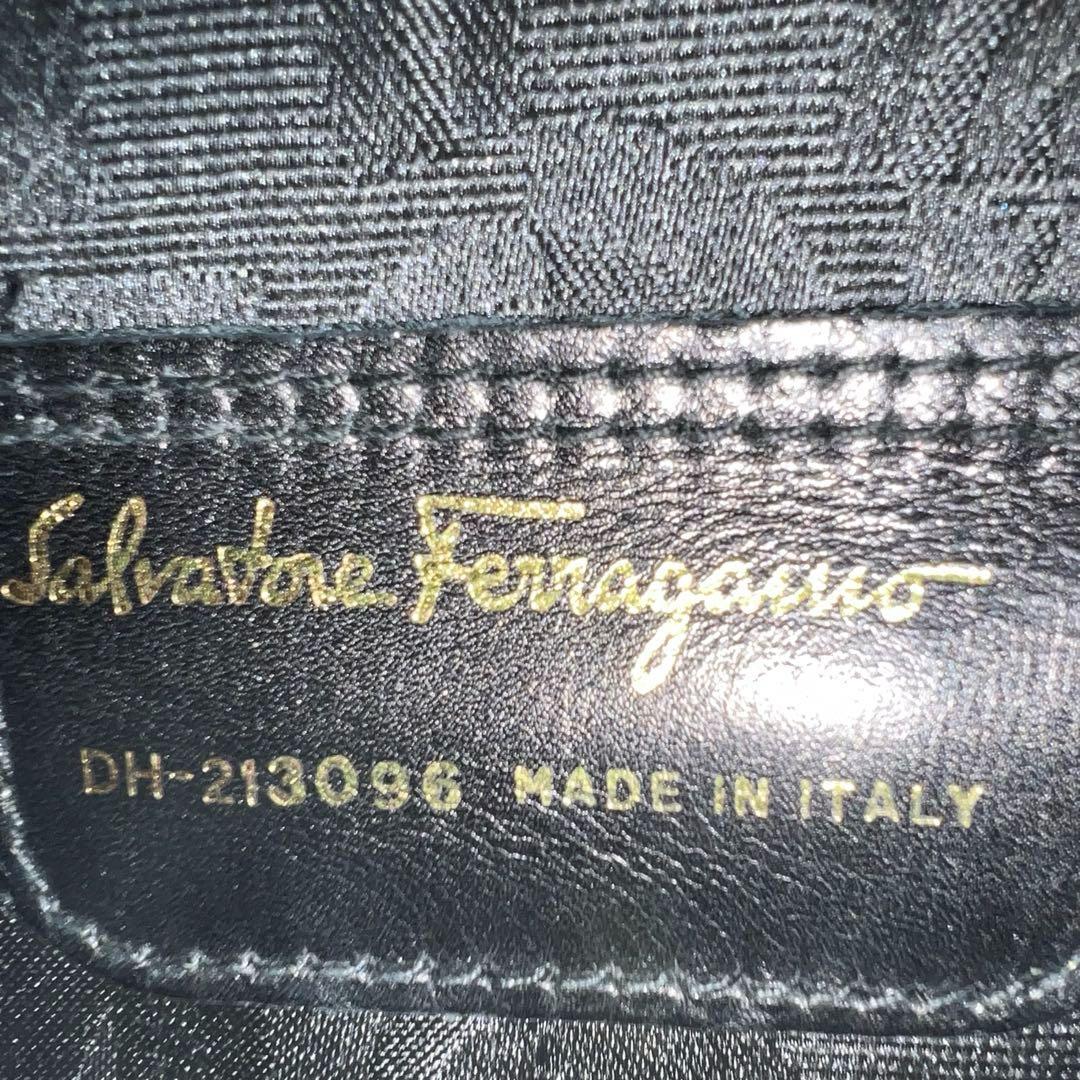 Salvatore Ferragamo
DH-213096 MADE IN ITALY